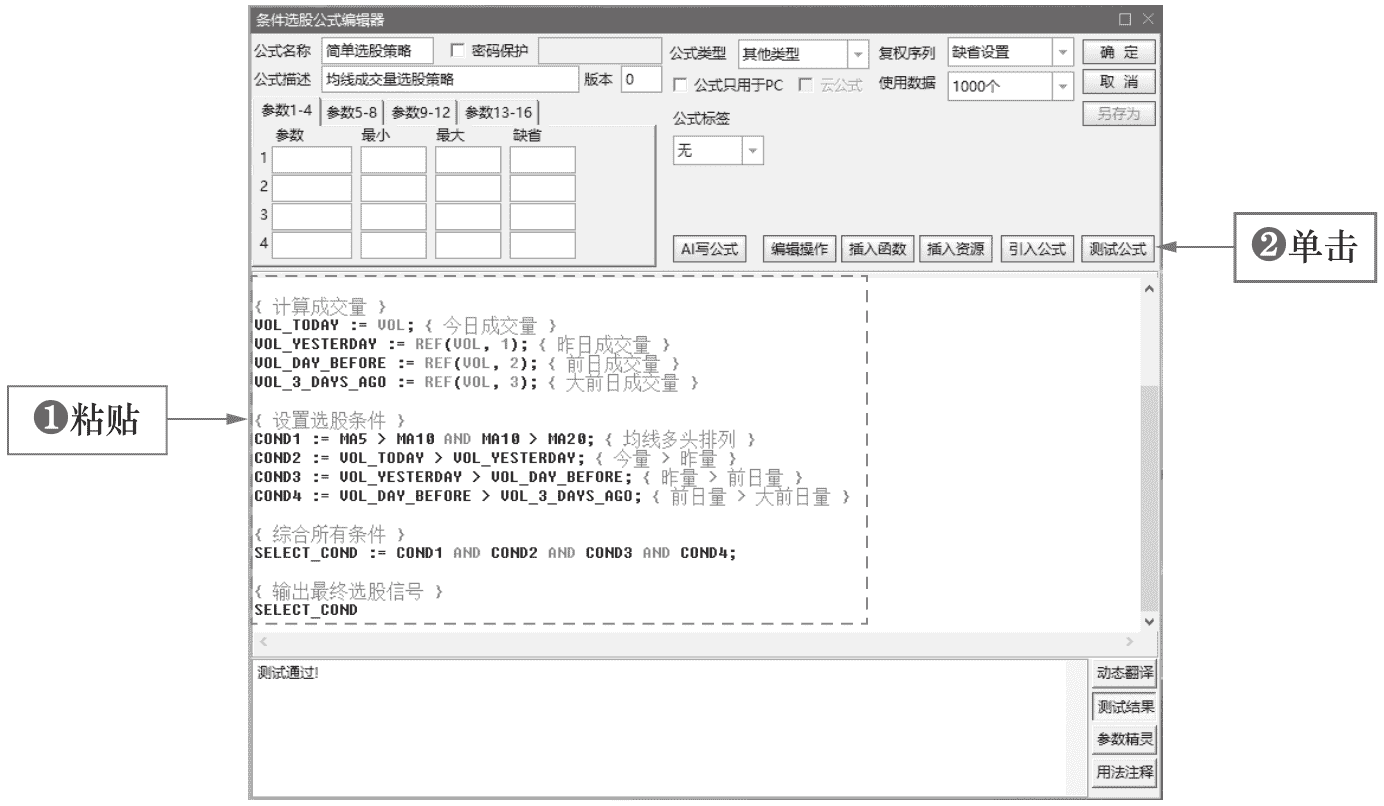 条件选股公式编辑器
公式名称 简单选股策略 密码保护 公式类型 其他类型 复权序列 缺省设置 确 定
公式描述 均线成交量选股策略 版本 0 公式只用于PC 云公式 使用数据 1000个 取 消
参数1-4 参数5-8 参数9-12 参数13-16 公式标签 另存为
参数 最小 最大 缺省
1 无
2
3
4
AI写公式 编辑操作 插入函数 插入资源 引入公式 测试公式
❷单击
{ 计算成交量 }
VOL_TODAY := VOL; { 今日成交量 }
VOL_YESTERDAY := REF(VOL, 1); { 昨日成交量 }
VOL_DAY_BEFORE := REF(VOL, 2); { 前日成交量 }
VOL_3_DAYS_AGO := REF(VOL, 3); { 大前日成交量 }
❶粘贴
{ 设置选股条件 }
COND1 := MA5 > MA10 AND MA10 > MA20; { 均线多头排列 }
COND2 := VOL_TODAY > VOL_YESTERDAY; { 今量 > 昨量 }
COND3 := VOL_YESTERDAY > VOL_DAY_BEFORE; { 昨量 > 前日量 }
COND4 := VOL_DAY_BEFORE > VOL_3_DAYS_AGO; { 前日量 > 大前日量 }
{ 综合所有条件 }
SELECT_COND := COND1 AND COND2 AND COND3 AND COND4;
{ 输出最终选股信号 }
SELECT_COND
测试通过!
动态翻译
测试结果
参数精灵
用法注释